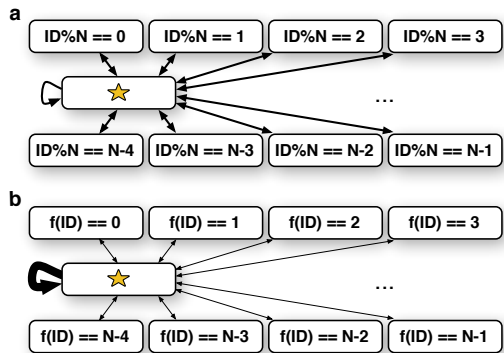 a
ID%N == 0 ID%N == 1 ID%N == 2 ID%N == 3
...
ID%N == N-4 ID%N == N-3 ID%N == N-2 ID%N == N-1
b
f(ID) == 0 f(ID) == 1 f(ID) == 2 f(ID) == 3
...
f(ID) == N-4 f(ID) == N-3 f(ID) == N-2 f(ID) == N-1